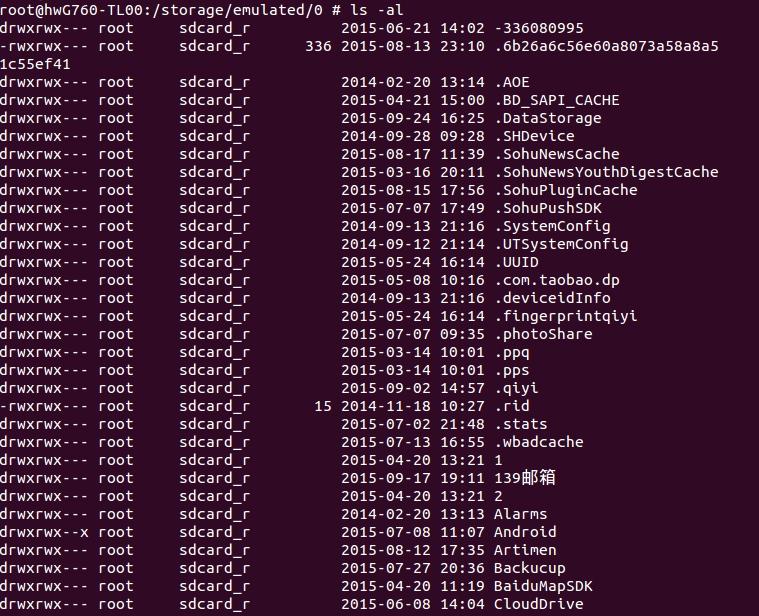 root@hwG760-TL00:/storage/emulated/0 # ls -al
drwxrwx--- root     sdcard_r          2015-06-21 14:02 -336080995
-rwxrwx--- root     sdcard_r      336 2015-08-13 23:10 .6b26a6c56e60a8073a58a8a5
1c55ef41
drwxrwx--- root     sdcard_r          2014-02-20 13:14 .AOE
drwxrwx--- root     sdcard_r          2015-04-21 15:00 .BD_SAPI_CACHE
drwxrwx--- root     sdcard_r          2015-09-24 16:25 .DataStorage
drwxrwx--- root     sdcard_r          2014-09-28 09:28 .SHDevice
drwxrwx--- root     sdcard_r          2015-08-17 11:39 .SohuNewsCache
drwxrwx--- root     sdcard_r          2015-03-16 20:11 .SohuNewsYouthDigestCache
drwxrwx--- root     sdcard_r          2015-08-15 17:56 .SohuPluginCache
drwxrwx--- root     sdcard_r          2015-07-07 17:49 .SohuPushSDK
drwxrwx--- root     sdcard_r          2014-09-13 21:16 .SystemConfig
drwxrwx--- root     sdcard_r          2014-09-12 21:14 .UTSystemConfig
drwxrwx--- root     sdcard_r          2015-05-24 16:14 .UUID
drwxrwx--- root     sdcard_r          2015-05-08 10:16 .com.taobao.dp
drwxrwx--- root     sdcard_r          2014-09-13 21:16 .deviceidInfo
drwxrwx--- root     sdcard_r          2015-05-24 16:14 .fingerprintqiyi
drwxrwx--- root     sdcard_r          2015-07-07 09:35 .photoShare
drwxrwx--- root     sdcard_r          2015-03-14 10:01 .ppq
drwxrwx--- root     sdcard_r          2015-03-14 10:01 .pps
drwxrwx--- root     sdcard_r          2015-09-02 14:57 .qiyi
-rwxrwx--- root     sdcard_r       15 2014-11-18 10:27 .rid
drwxrwx--- root     sdcard_r          2015-07-02 21:48 .stats
drwxrwx--- root     sdcard_r          2015-07-13 16:55 .wbadcache
drwxrwx--- root     sdcard_r          2015-04-20 13:21 1
drwxrwx--- root     sdcard_r          2015-09-17 19:11 139邮箱
drwxrwx--- root     sdcard_r          2015-04-20 13:21 2
drwxrwx--- root     sdcard_r          2014-02-20 13:13 Alarms
drwxrwx--x root     sdcard_r          2015-07-08 11:07 Android
drwxrwx--- root     sdcard_r          2015-08-12 17:35 Artimen
drwxrwx--- root     sdcard_r          2015-07-27 20:36 Backucup
drwxrwx--- root     sdcard_r          2015-04-20 11:19 BaiduMapSDK
drwxrwx--- root     sdcard_r          2015-06-08 14:04 CloudDrive